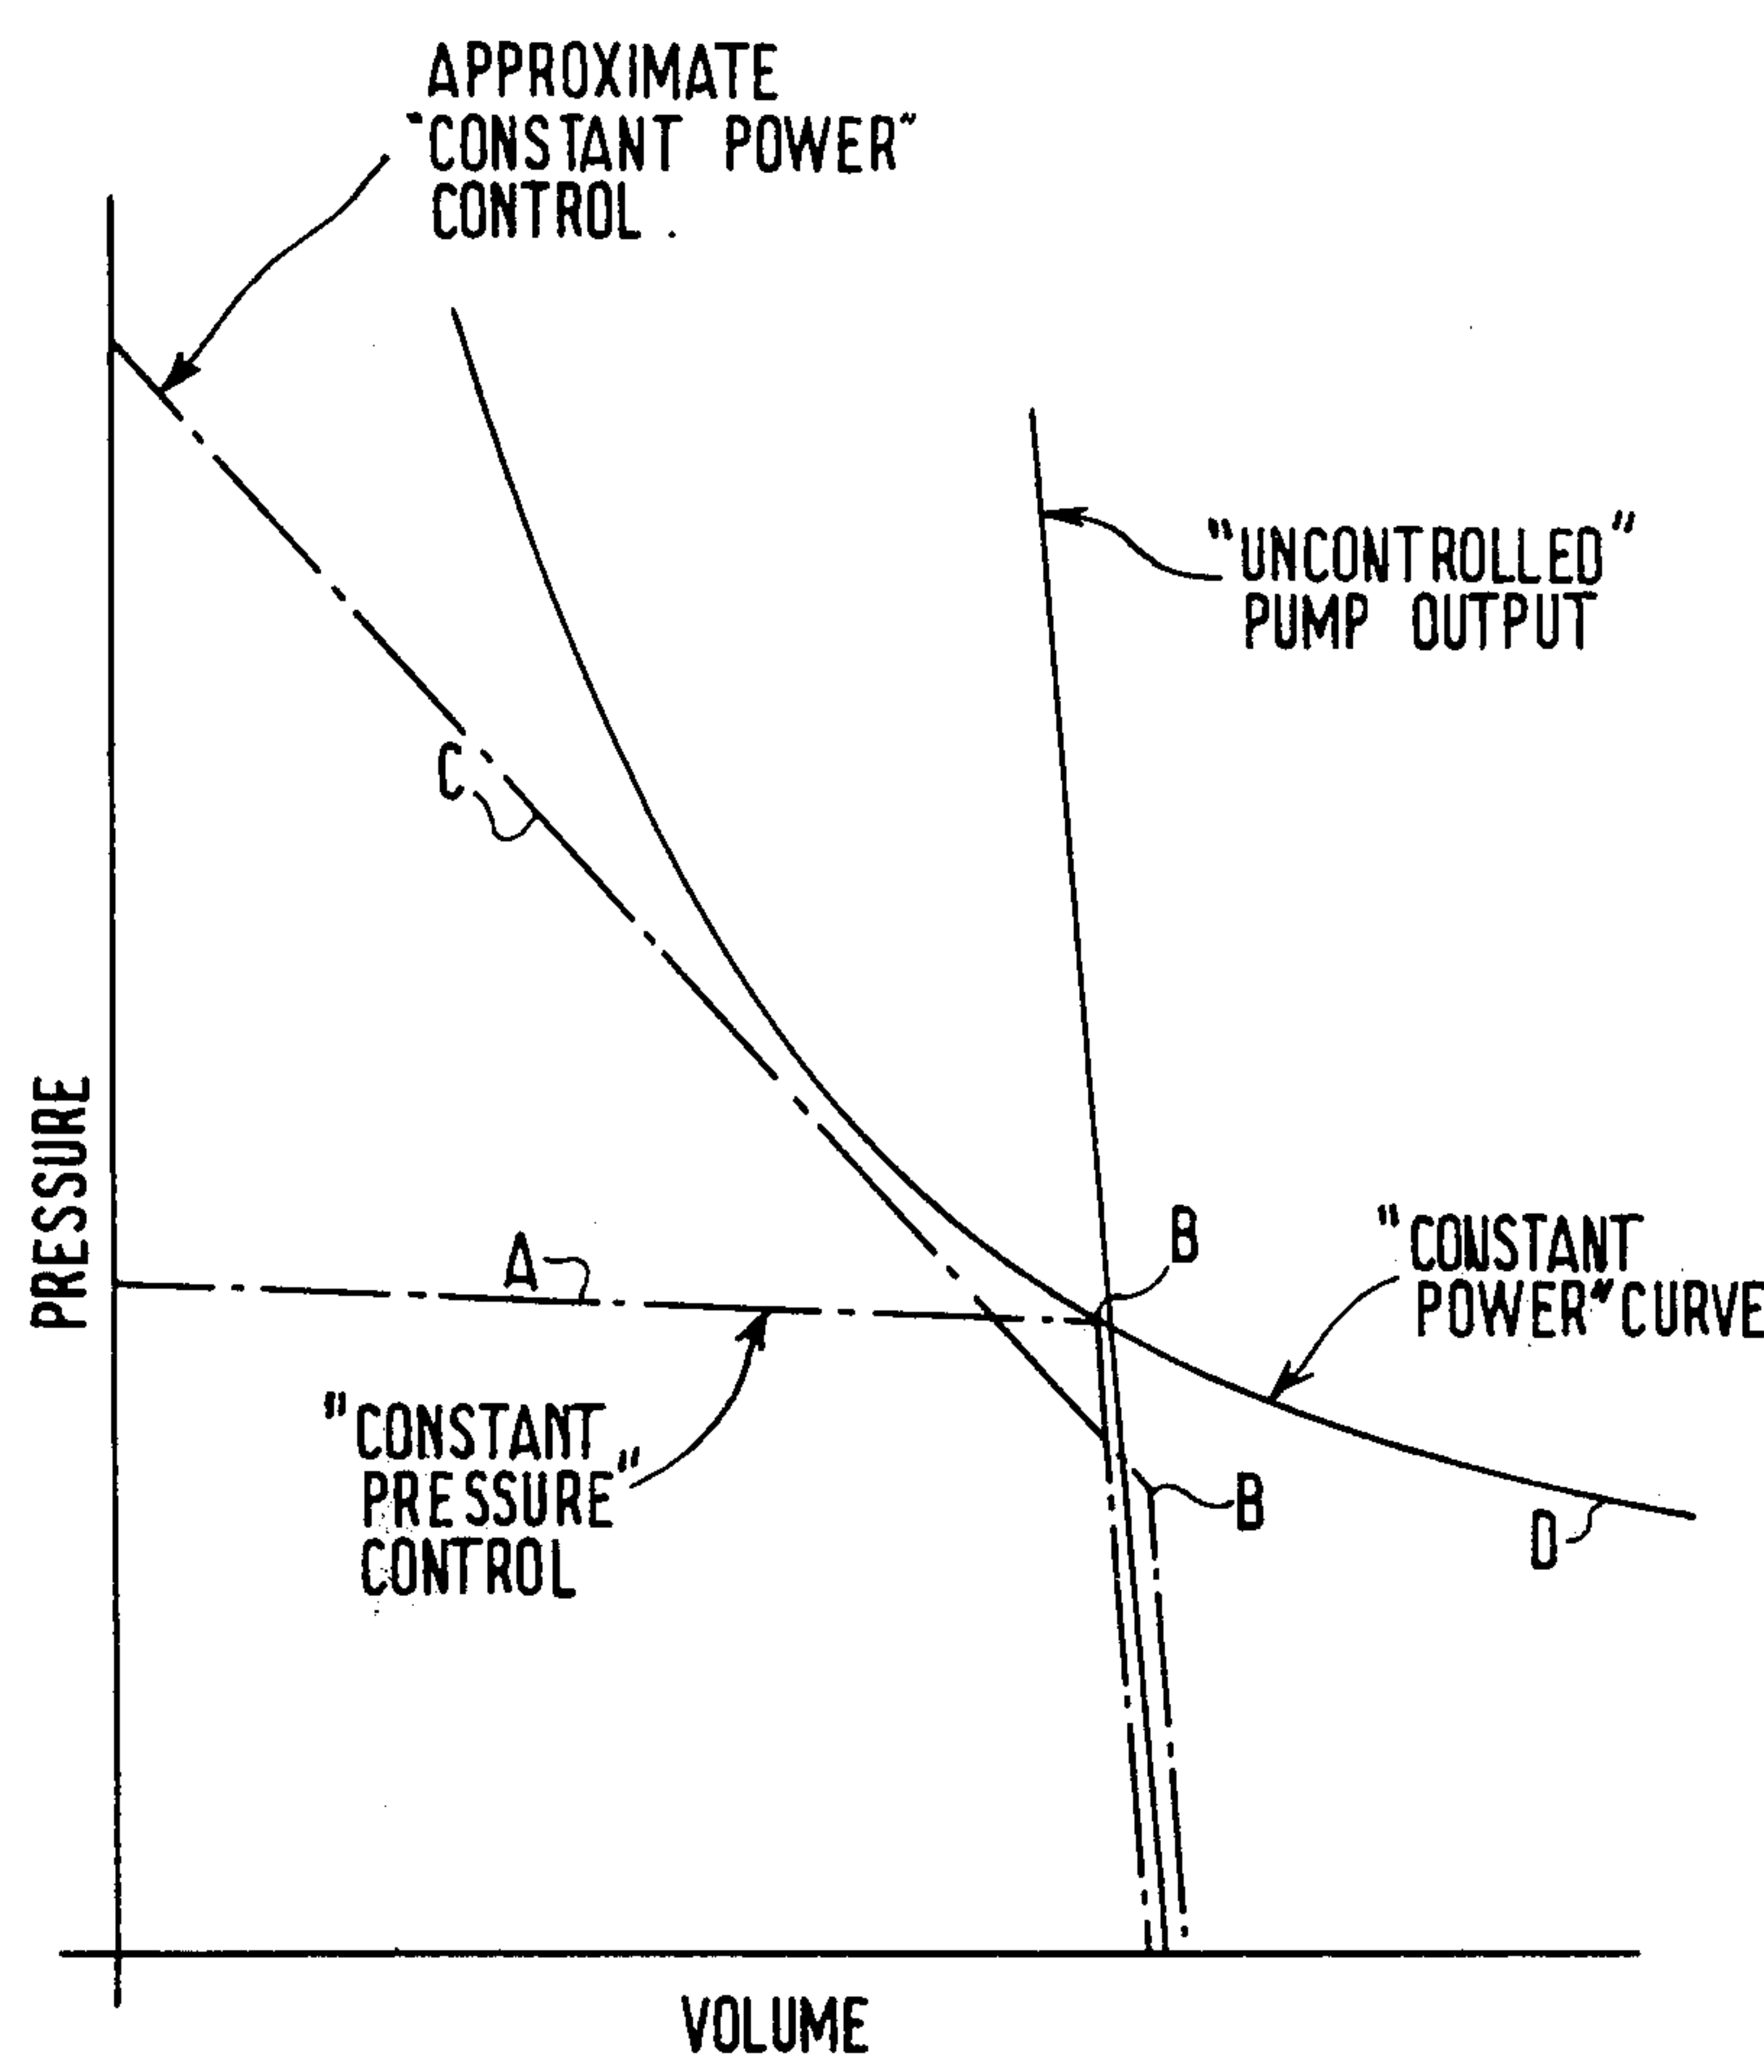 APPROXIMATE
"CONSTANT POWER"
CONTROL.
"UNCONTROLLED"
PUMP OUTPUT
C
PRESSURE
A
B
"CONSTANT
POWER" CURVE
"CONSTANT
PRESSURE"
CONTROL
B
D
VOLUME